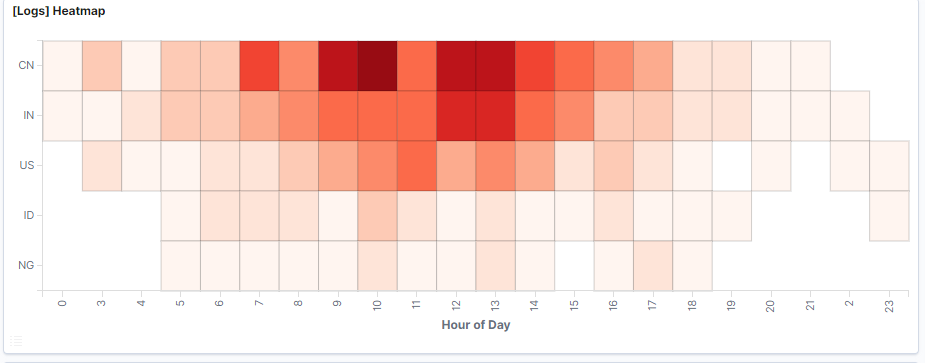 [Logs] Heatmap
CN
IN
US
ID
NG
0 3 4 5 6 7 8 9 10 11 12 13 14 15 16 17 18 19 20 21 2 23
Hour of Day